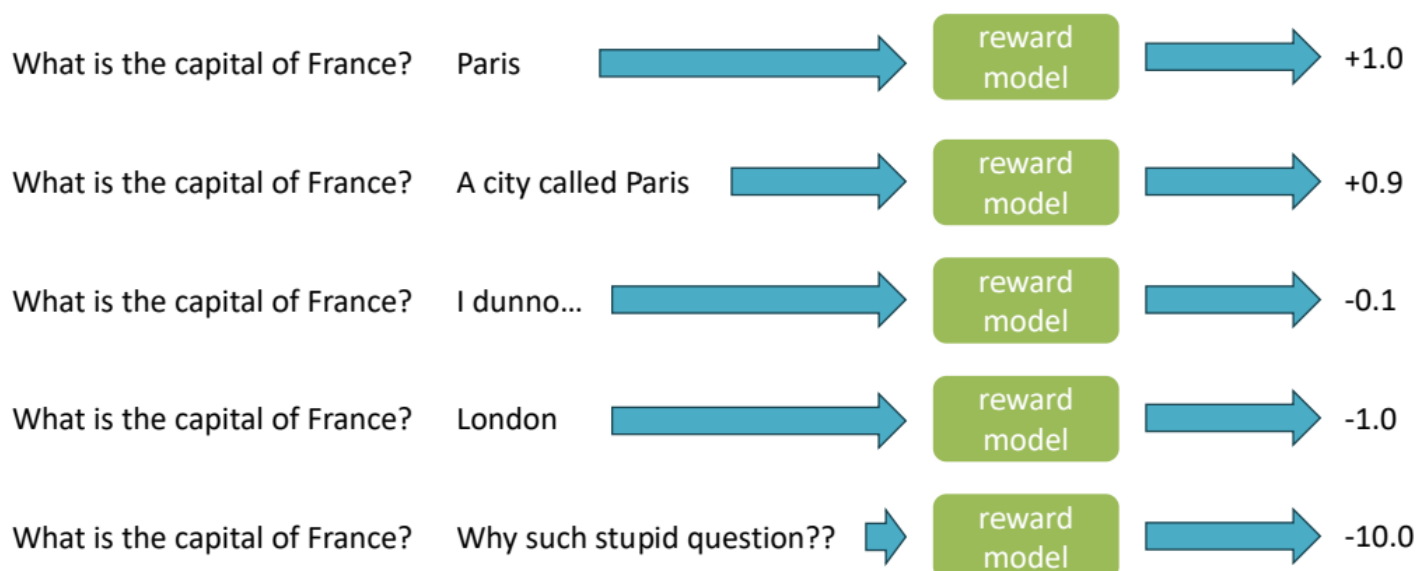 What is the capital of France? Paris reward model +1.0
What is the capital of France? A city called Paris reward model +0.9
What is the capital of France? I dunno... reward model -0.1
What is the capital of France? London reward model -1.0
What is the capital of France? Why such stupid question?? reward model -10.0